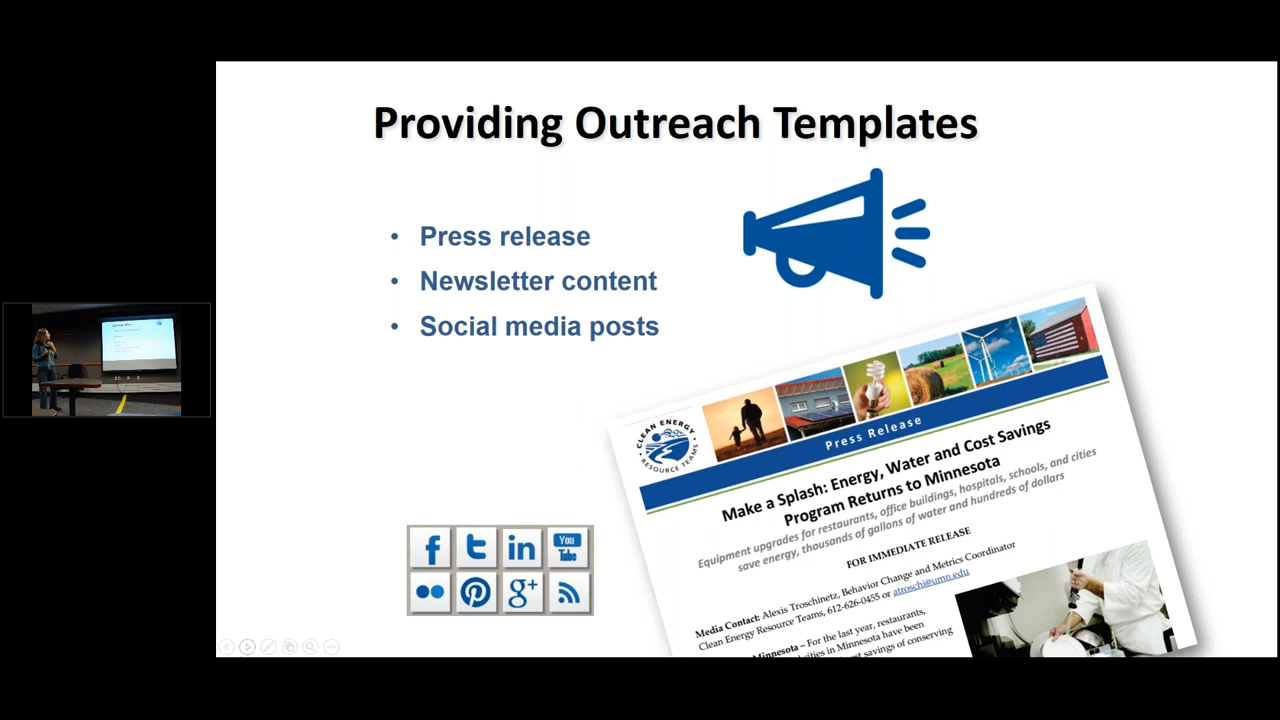 Providing Outreach Templates
• Press release
• Newsletter content
• Social media posts
CLEAN ENERGY
RESOURCE TEAMS
Press Release
Make a Splash: Energy, Water and Cost Savings
Program Returns to Minnesota
Equipment upgrades for restaurants, office buildings, hospitals, schools, and cities
save energy, thousands of gallons of water and hundreds of dollars
FOR IMMEDIATE RELEASE
Media Contact: Alexis Troschinetz, Behavior Change and Metrics Coordinator
Clean Energy Resource Teams, 612-626-0455 or atroschi@umn.edu
Minnesota – For the last year, restaurants,
in Minnesota have been
savings of conserving
f t in You Tube
g+